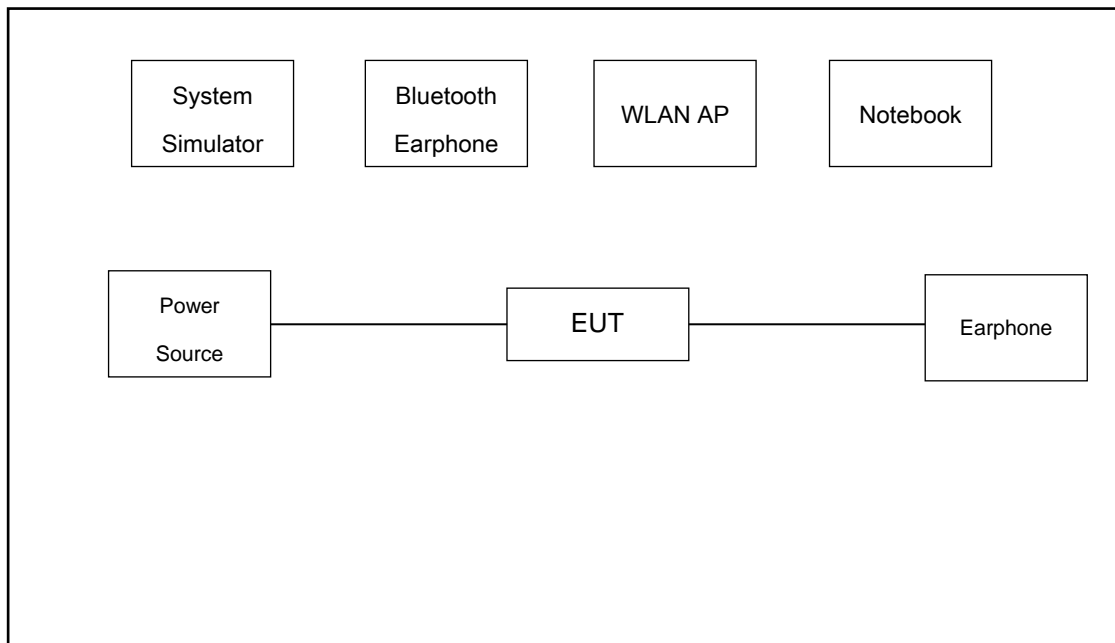 System
Simulator
Bluetooth
Earphone
WLAN AP
Notebook
Power
Source
EUT
Earphone